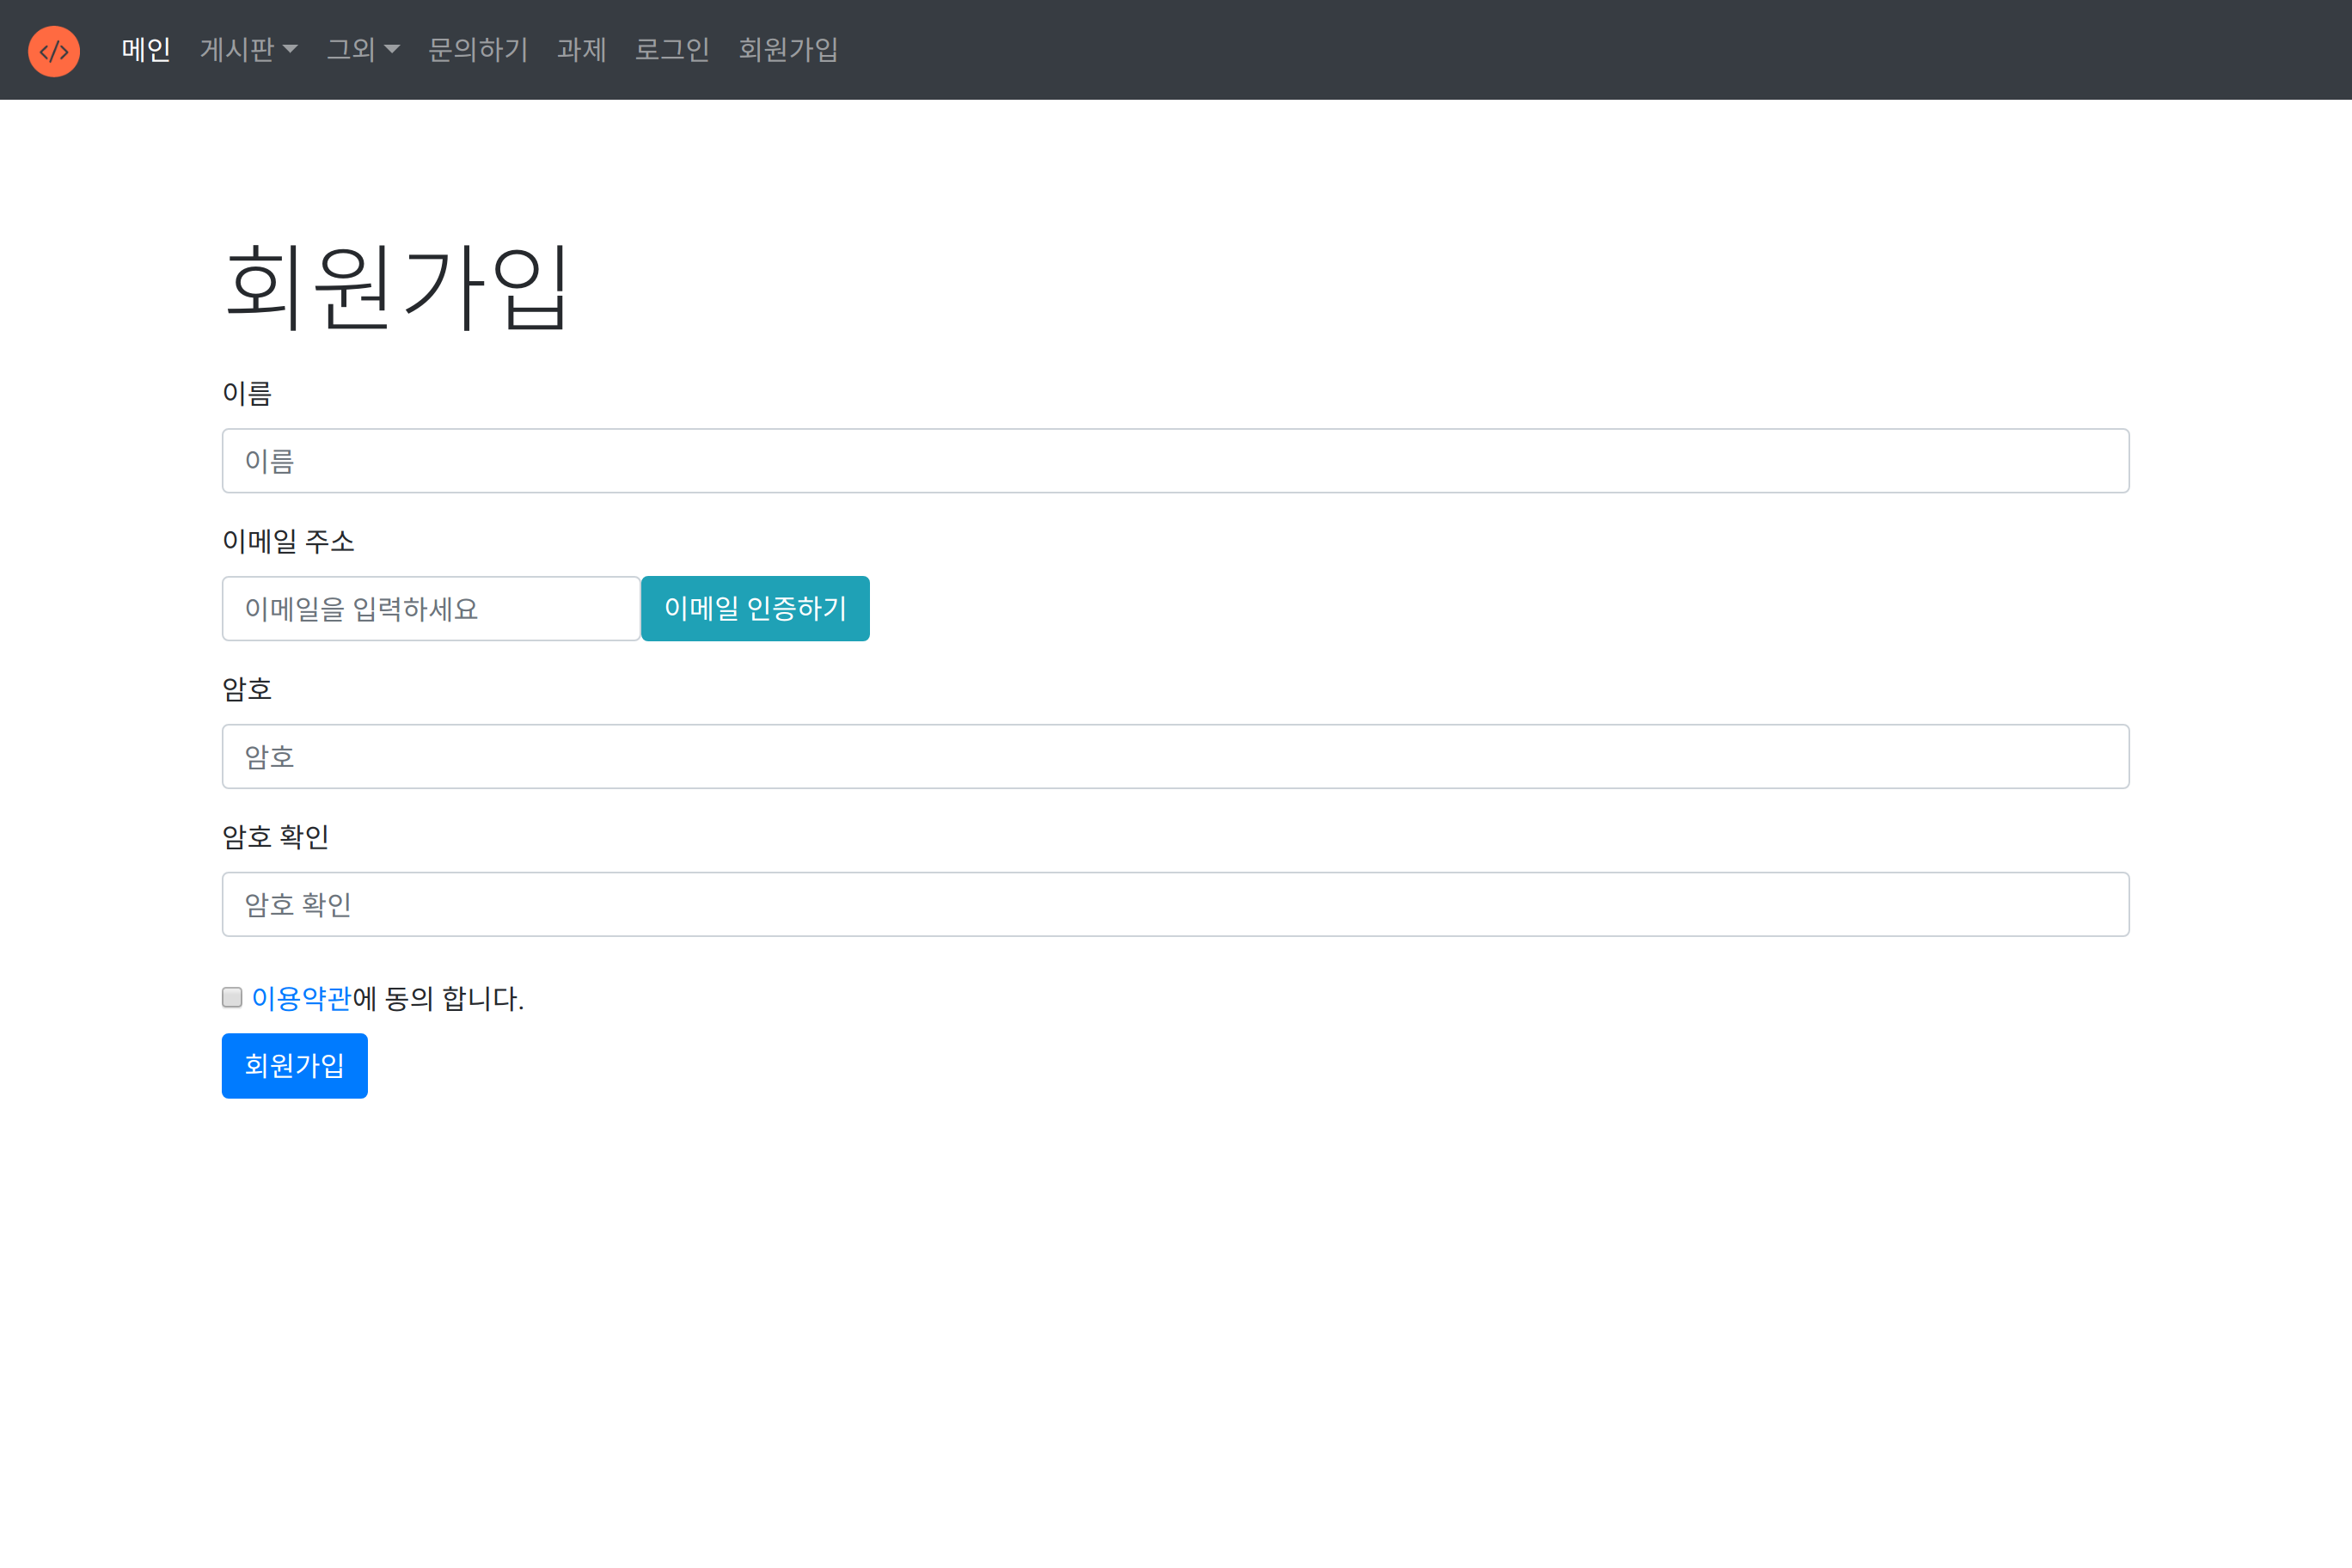 메인 게시판 그외 문의하기 과제 로그인 회원가입
회원가입
이름
이름
이메일 주소
이메일을 입력하세요 이메일 인증하기
암호
암호
암호 확인
암호 확인
이용약관에 동의 합니다.
회원가입